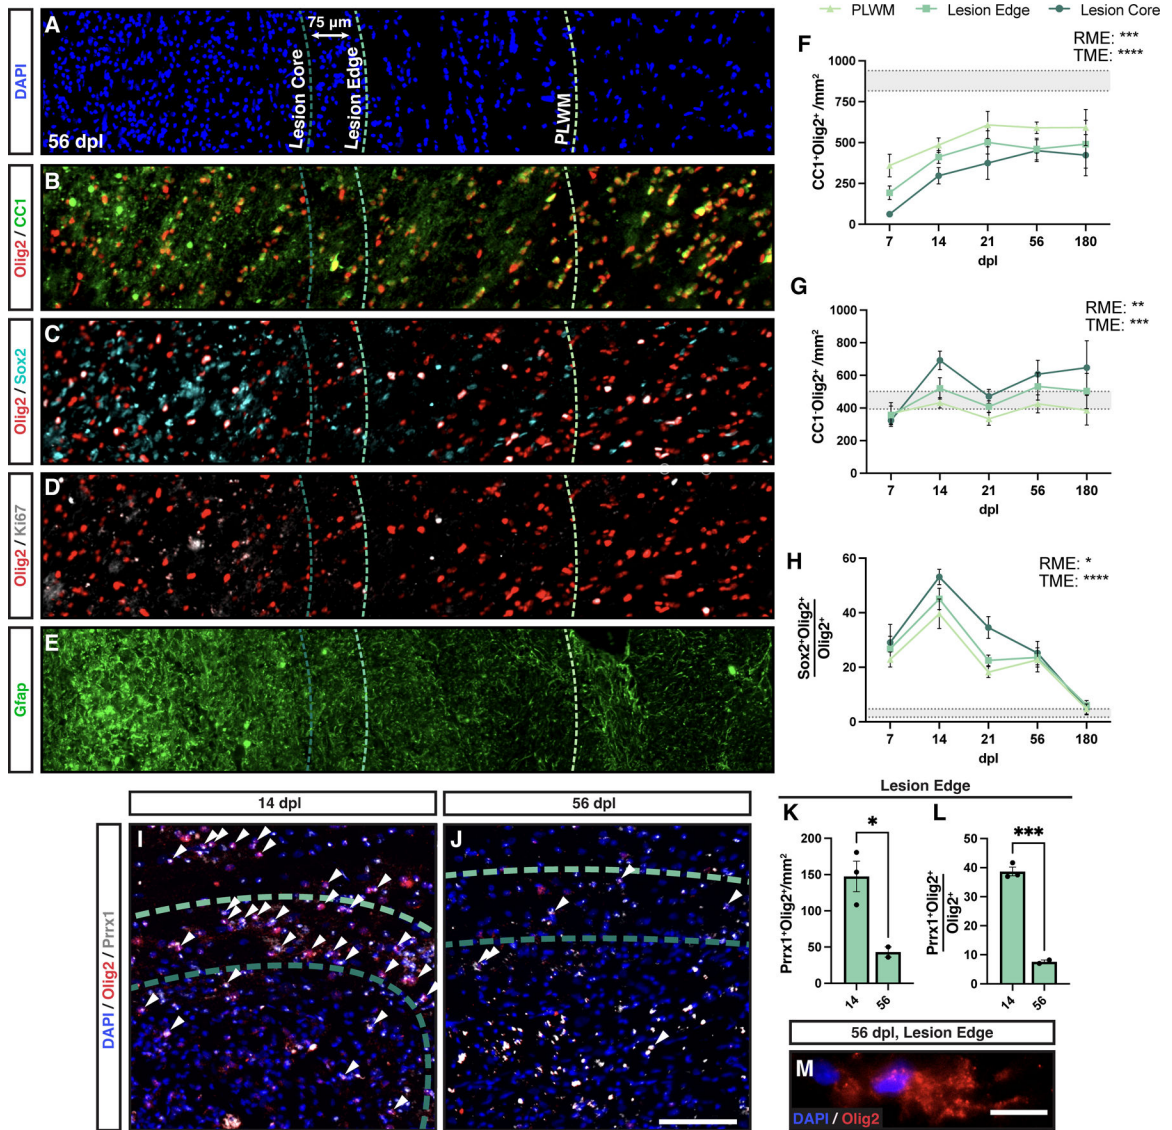 A
DAPI
75 µm
Lesion Core
Lesion Edge
PLWM
56 dpl
B
Olig2 / CC1
C
Olig2 / Sox2
D
Olig2 / Ki67
E
Gfap
PLWM Lesion Edge Lesion Core
F
RME: ***
TME: ****
CC1⁺Olig2⁺ /mm²
1000
750
500
250
0
7 14 21 56 180
dpl
G
RME: **
TME: ***
CC1⁻Olig2⁺ /mm²
1000
800
600
400
200
0
7 14 21 56 180
dpl
H
RME: *
TME: ****
Sox2⁺Olig2⁺
Olig2⁺
60
40
20
0
7 14 21 56 180
dpl
14 dpl
56 dpl
DAPI / Olig2 / Prrx1
I
J
Lesion Edge
K
*
Prrx1⁺Olig2⁺/mm²
200
150
100
50
0
14 56
L
***
Prrx1⁺Olig2⁺
Olig2⁺
50
40
30
20
10
0
14 56
56 dpl, Lesion Edge
M
DAPI / Olig2